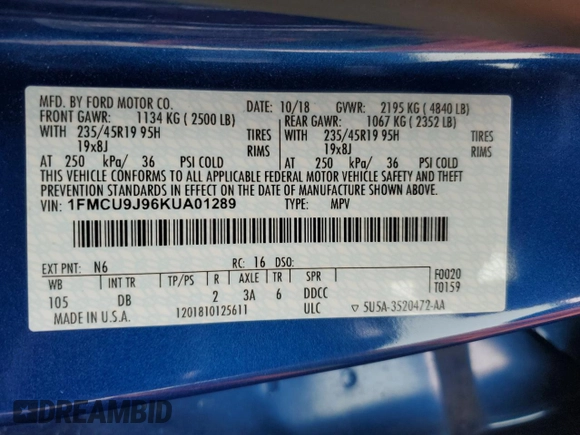 MFD. BY FORD MOTOR CO. DATE: 10/18 GVWR: 2195 KG ( 4840 LB)
FRONT GAWR: 1134 KG ( 2500 LB) REAR GAWR: 1067 KG ( 2352 LB)
WITH 235/45R19 95H TIRES WITH 235/45R19 95H TIRES
19x8J RIMS 19x8J RIMS
AT 250 kPa/ 36 PSI COLD AT 250 kPa/ 36 PSI COLD
THIS VEHICLE CONFORMS TO ALL APPLICABLE FEDERAL MOTOR VEHICLE SAFETY AND THEFT
PREVENTION STANDARDS IN EFFECT ON THE DATE OF MANUFACTURE SHOWN ABOVE.
VIN: 1FMCU9J96KUA01289 TYPE: MPV
EXT PNT: N6 RC: 16 DSO: F0020
WB INT TR TP/PS R AXLE TR SPR T0159
105 DB 2 3A 6 DDCC
MADE IN U.S.A. 1201810125611 ULC ▽ 5U5A-3520472-AA
DREAMBID